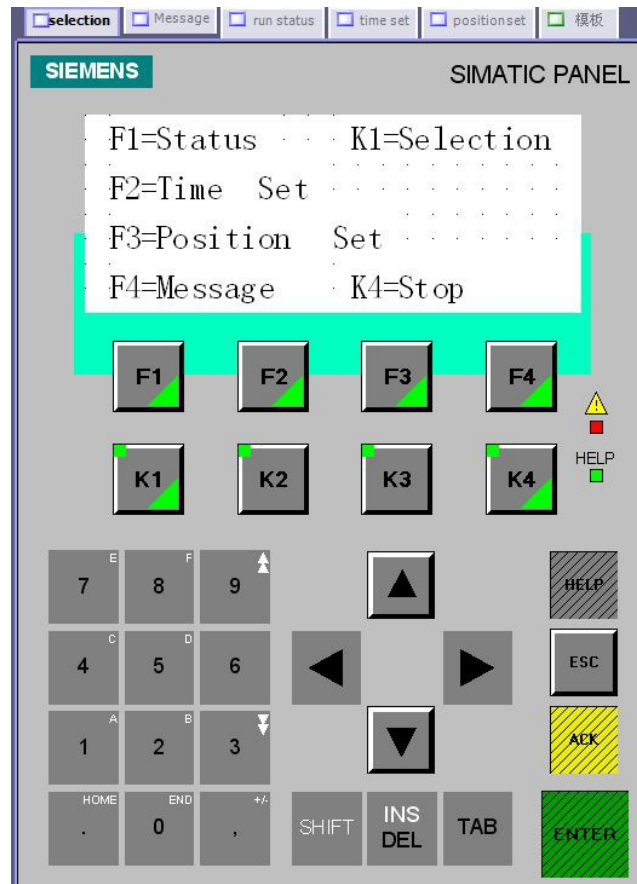 selection Message run status time set positionset 模板
SIEMENS SIMATIC PANEL
F1=Status K1=Selection
F2=Time Set
F3=Position Set
F4=Message K4=Stop
F1 F2 F3 F4
K1 K2 K3 K4 HELP
E F
7 8 9 HELP
C D
4 5 6 ESC
A B
1 2 3 ACK
HOME END +/-
. 0 , SHIFT INS DEL TAB ENTER